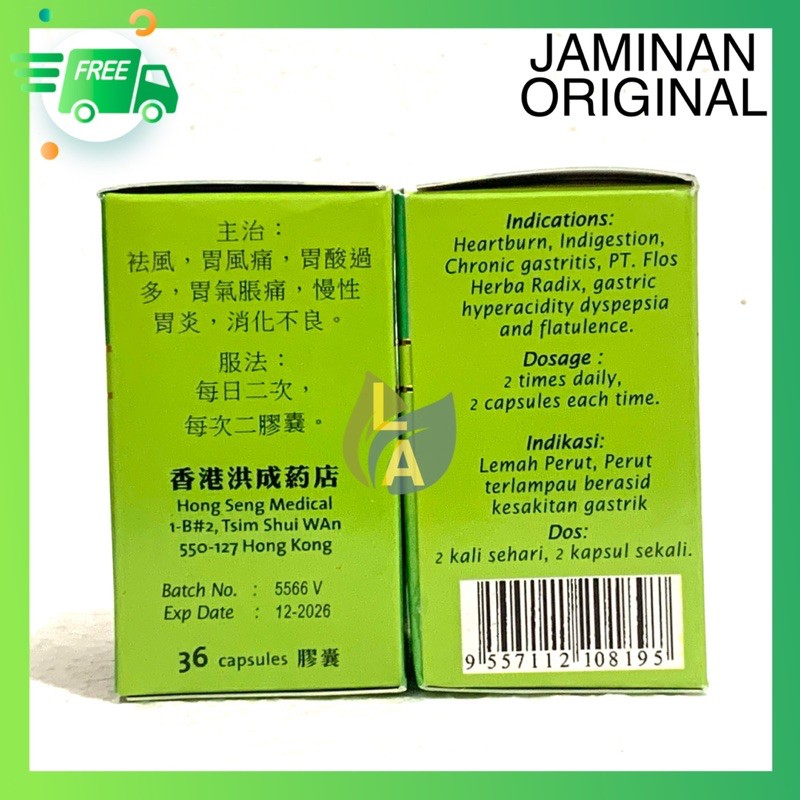 FREE
JAMINAN
ORIGINAL
主治：
袪風，胃風痛，胃酸過
多，胃氣脹痛，慢性
胃炎，消化不良。
服法：
每日二次，
每次二膠囊。
香港洪成葯店
Hong Seng Medical
1-B#2, Tsim Shui WAn
550-127 Hong Kong
Batch No. : 5566 V
Exp Date : 12-2026
36 capsules 膠囊
Indications:
Heartburn, Indigestion,
Chronic gastritis, PT. Flos
Herba Radix, gastric
hyperacidity dyspepsia
and flatulence.
Dosage :
2 times daily,
2 capsules each time.
Indikasi:
Lemah Perut, Perut
terlampau berasid
kesakitan gastrik
Dos:
2 kali sehari, 2 kapsul sekali.
9 557112 108195
L
A